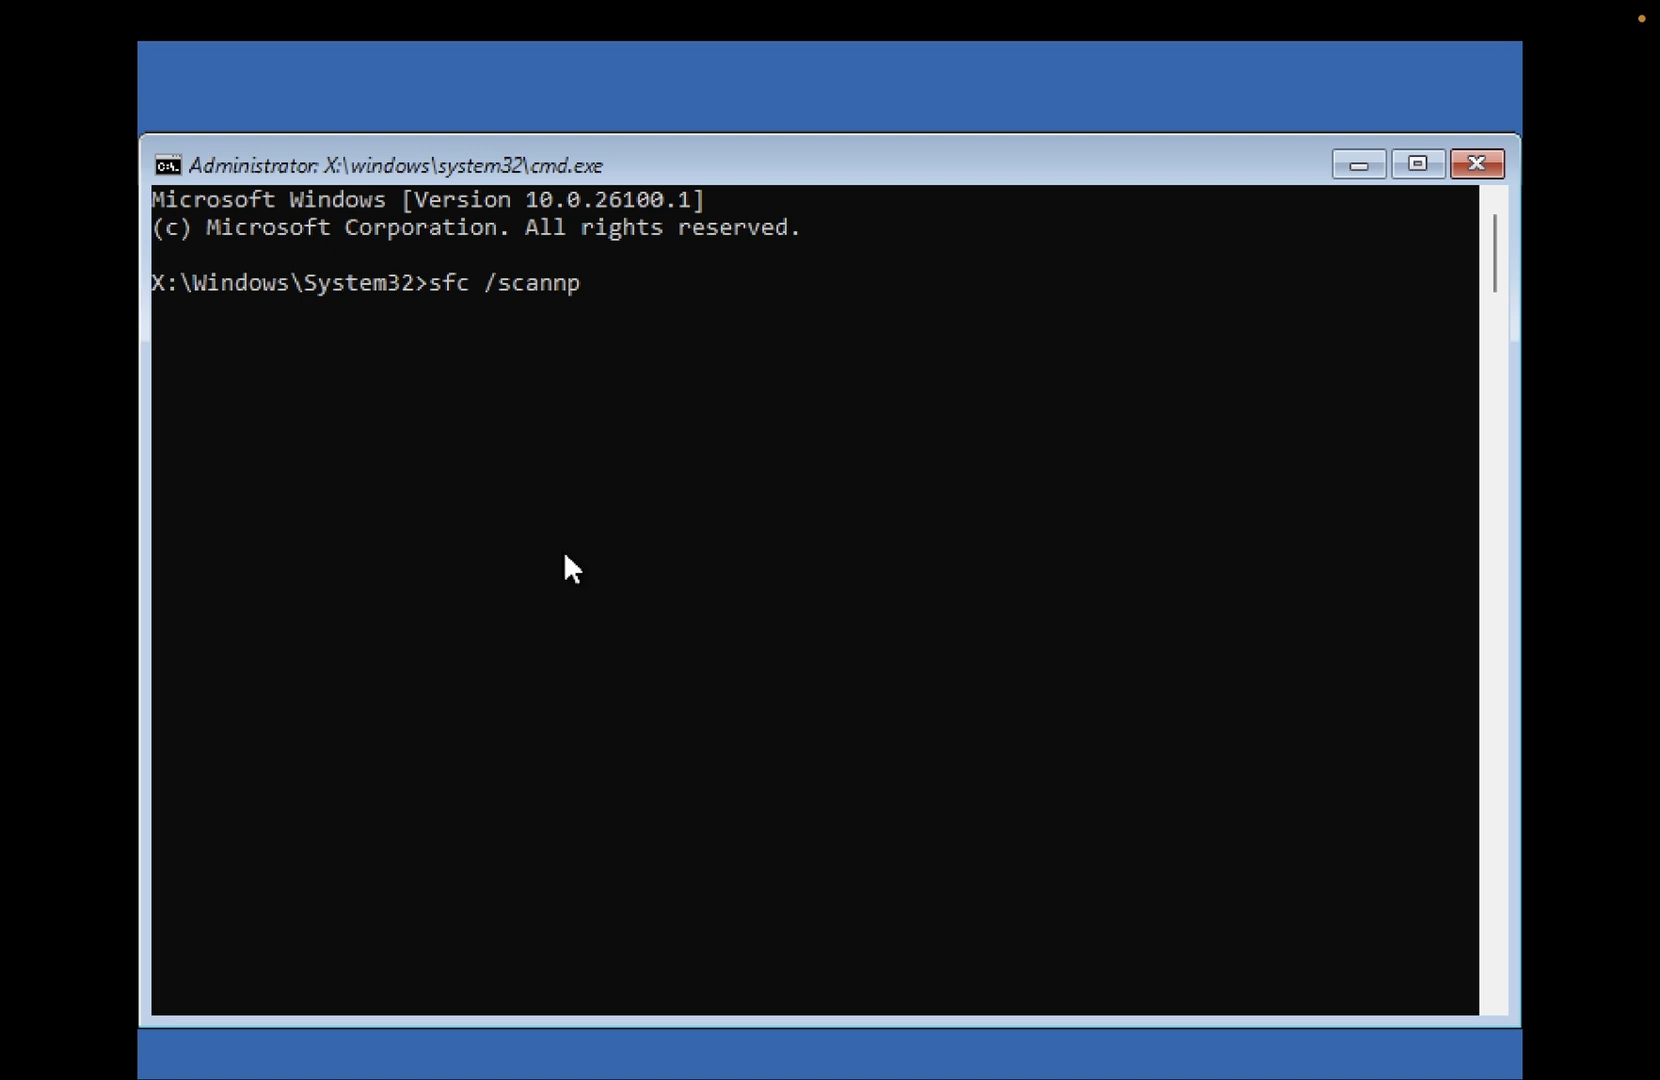 Administrator: X:\windows\system32\cmd.exe
Microsoft Windows [Version 10.0.26100.1]
(c) Microsoft Corporation. All rights reserved.
X:\Windows\System32>sfc /scannp